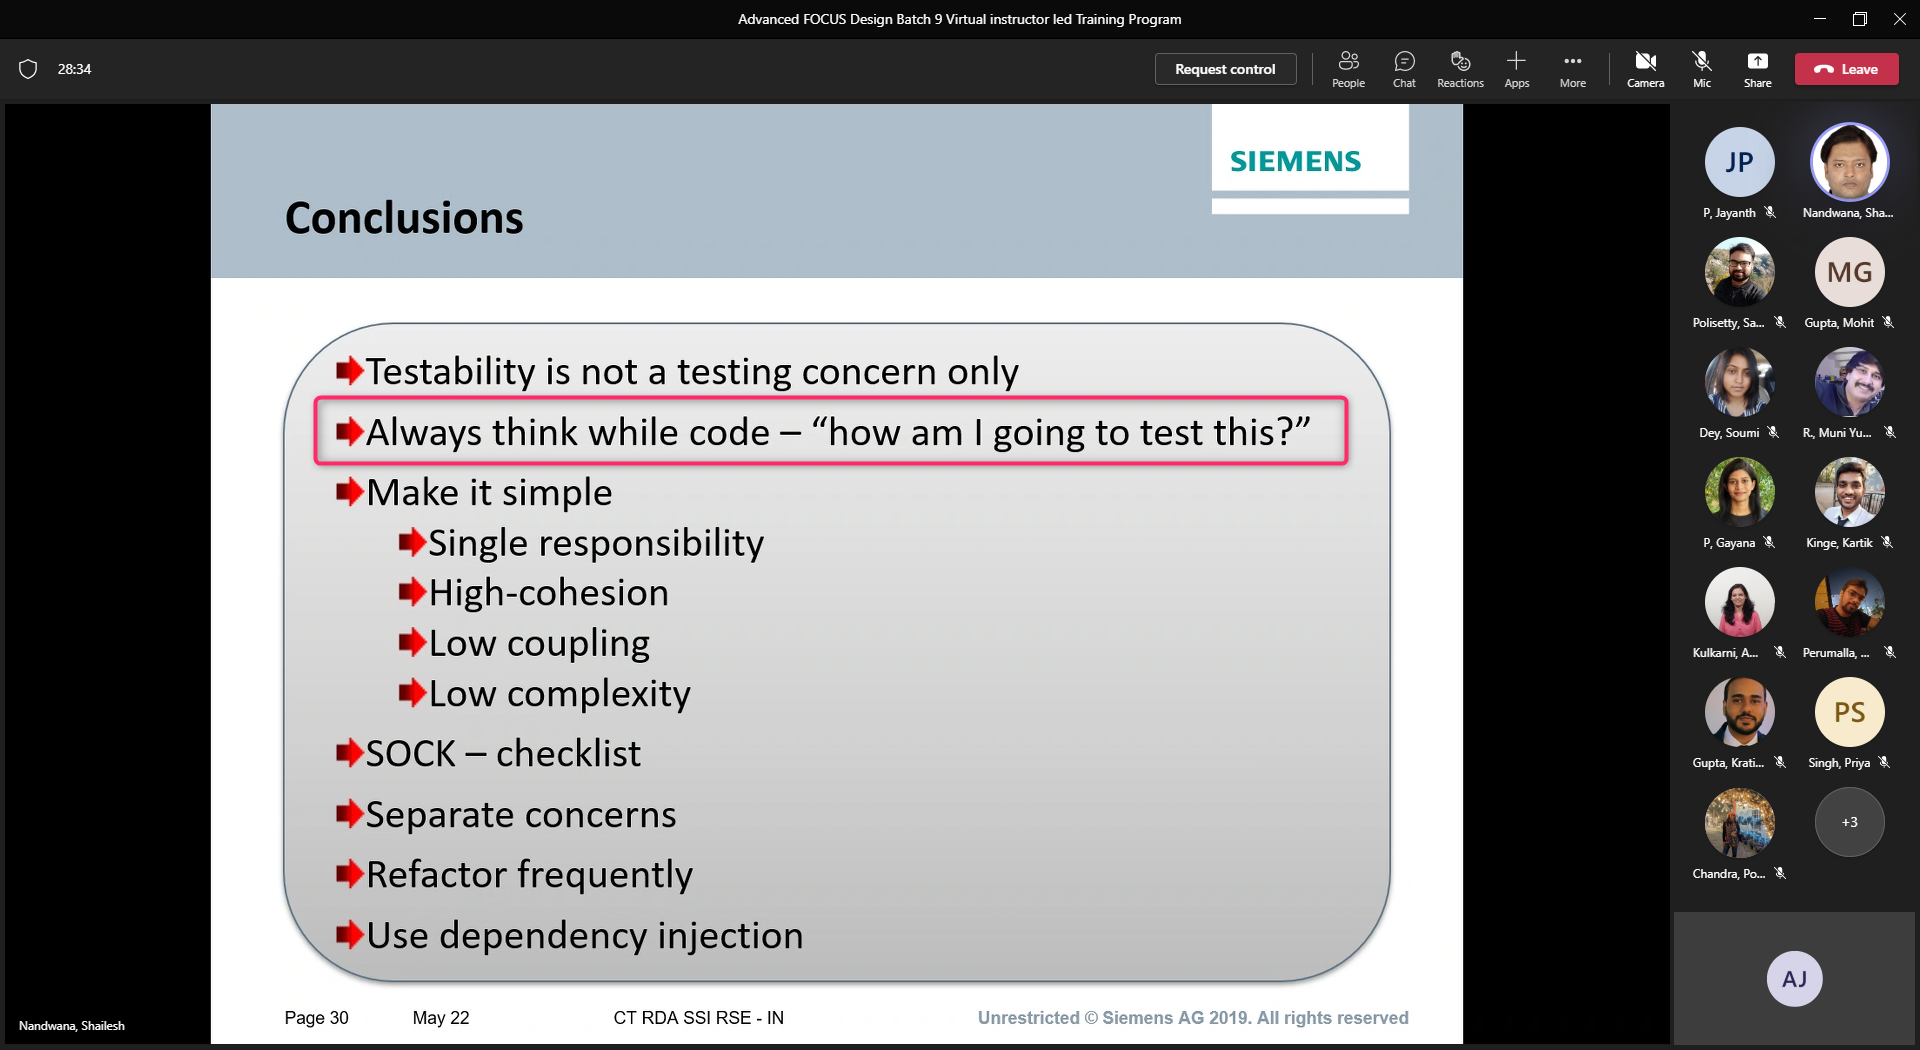 Advanced FOCUS Design Batch 9 Virtual instructor led Training Program
28:34
Request control
People
Chat
Reactions
Apps
More
Camera
Mic
Share
Leave
SIEMENS
Conclusions
Testability is not a testing concern only
Always think while code – “how am I going to test this?”
Make it simple
Single responsibility
High-cohesion
Low coupling
Low complexity
SOCK – checklist
Separate concerns
Refactor frequently
Use dependency injection
Page 30 May 22 CT RDA SSI RSE - IN Unrestricted © Siemens AG 2019. All rights reserved
Nandwana, Shailesh
JP
P, Jayanth
Nandwana, Sha...
Polisetty, Sa...
MG
Gupta, Mohit
Dey, Soumi
R., Muni Yu...
P, Gayana
Kinge, Kartik
Kulkarni, A...
Perumalla, ...
Gupta, Krati...
PS
Singh, Priya
Chandra, Po...
+3
AJ